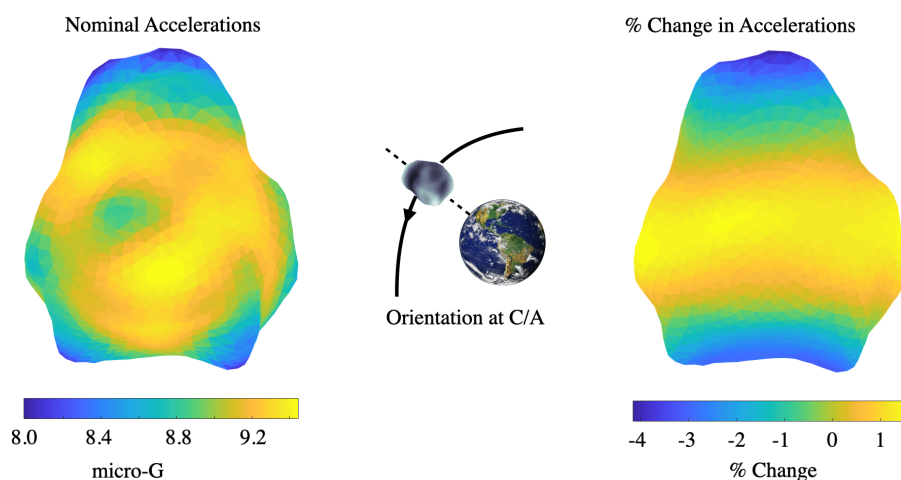 Nominal Accelerations
% Change in Accelerations
Orientation at C/A
8.0 8.4 8.8 9.2
micro-G
-4 -3 -2 -1 0 1
% Change